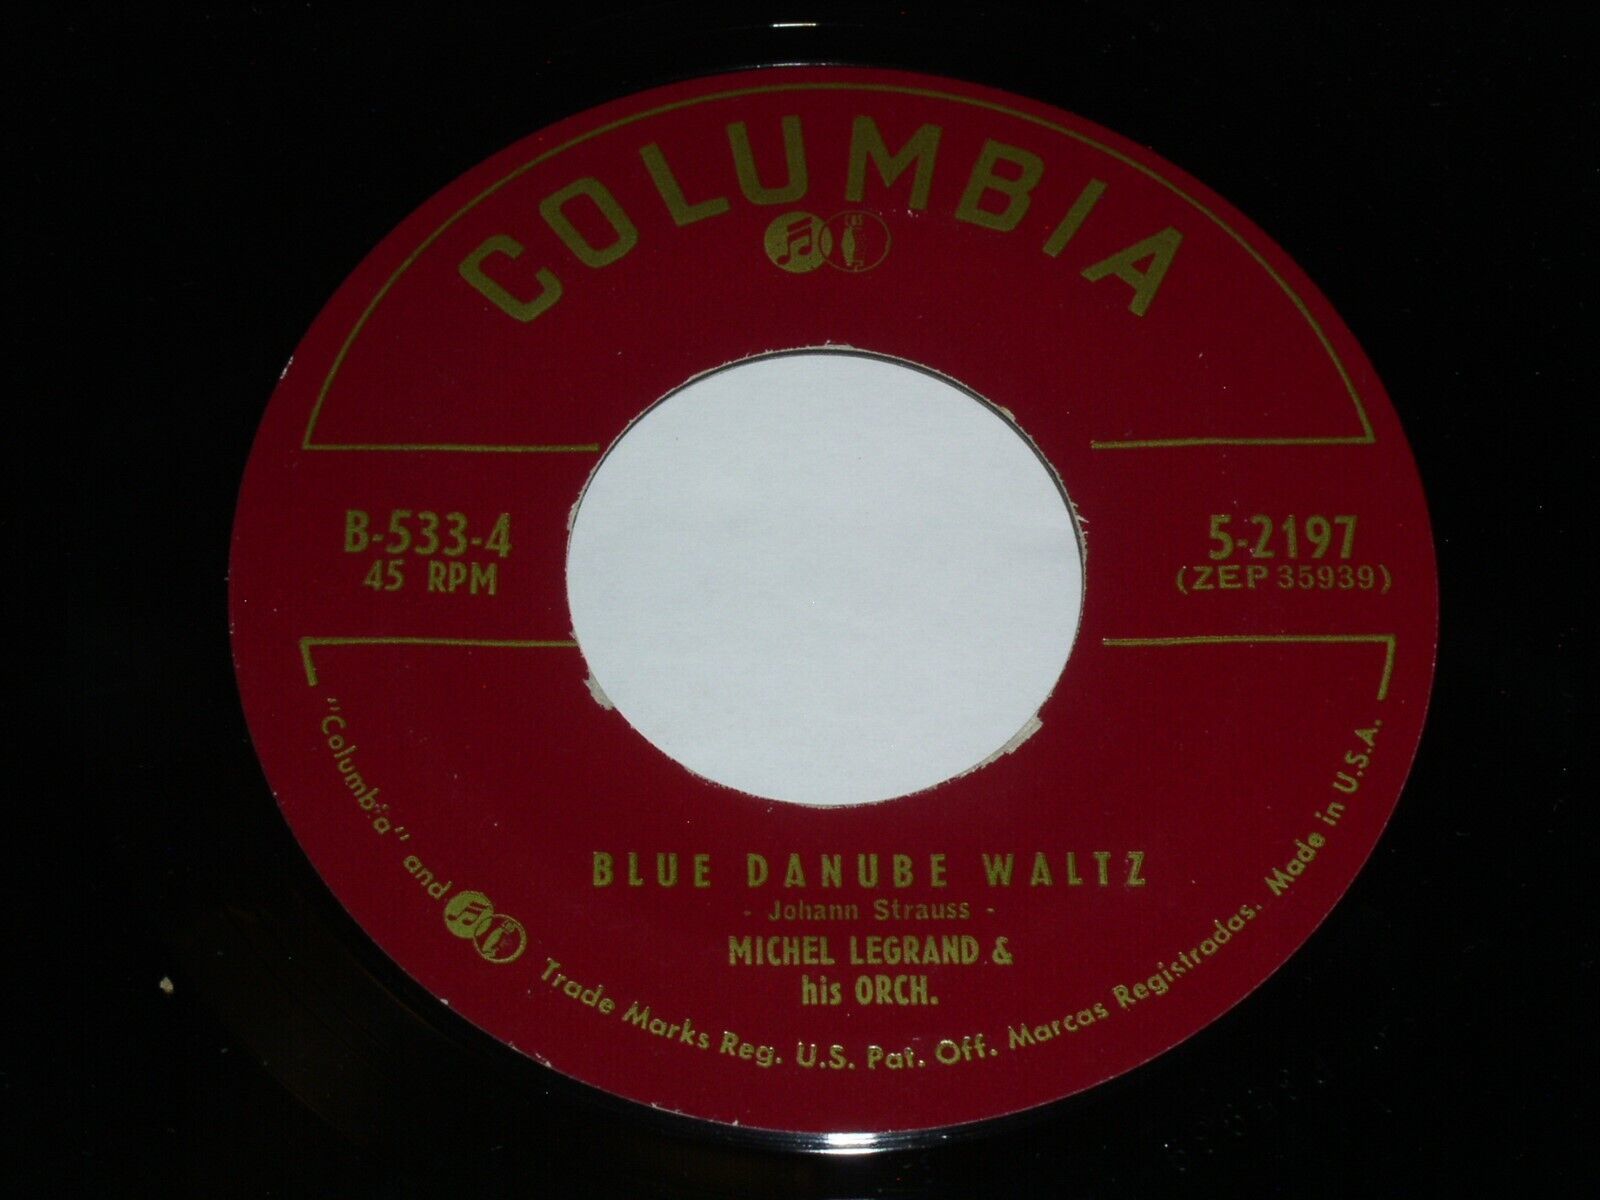 COLUMBIA
CBS
B-533-4
45 RPM
5-2197
(ZEP 35939)
BLUE DANUBE WALTZ
- Johann Strauss -
MICHEL LEGRAND &
his ORCH.
"Columbia" and Trade Marks Reg. U.S. Pat. Off. Marcas Registradas. Made in U.S.A.